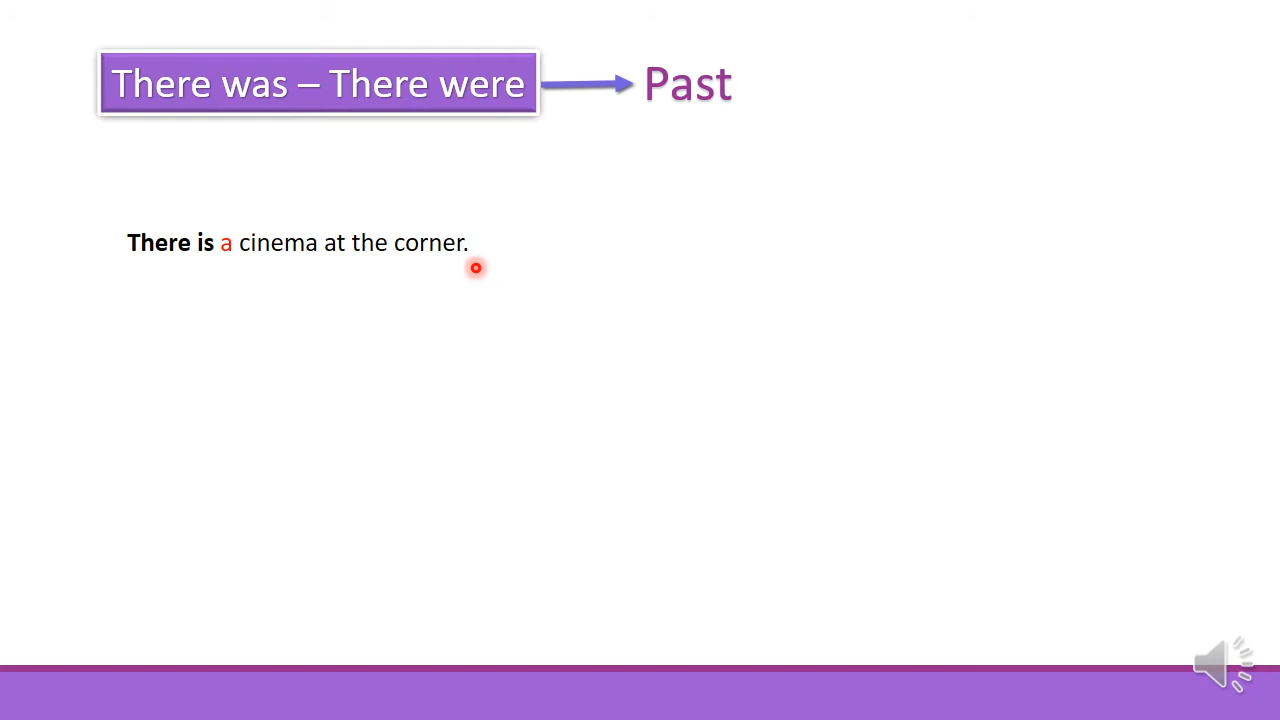 There was – There were Past
There is a cinema at the corner.